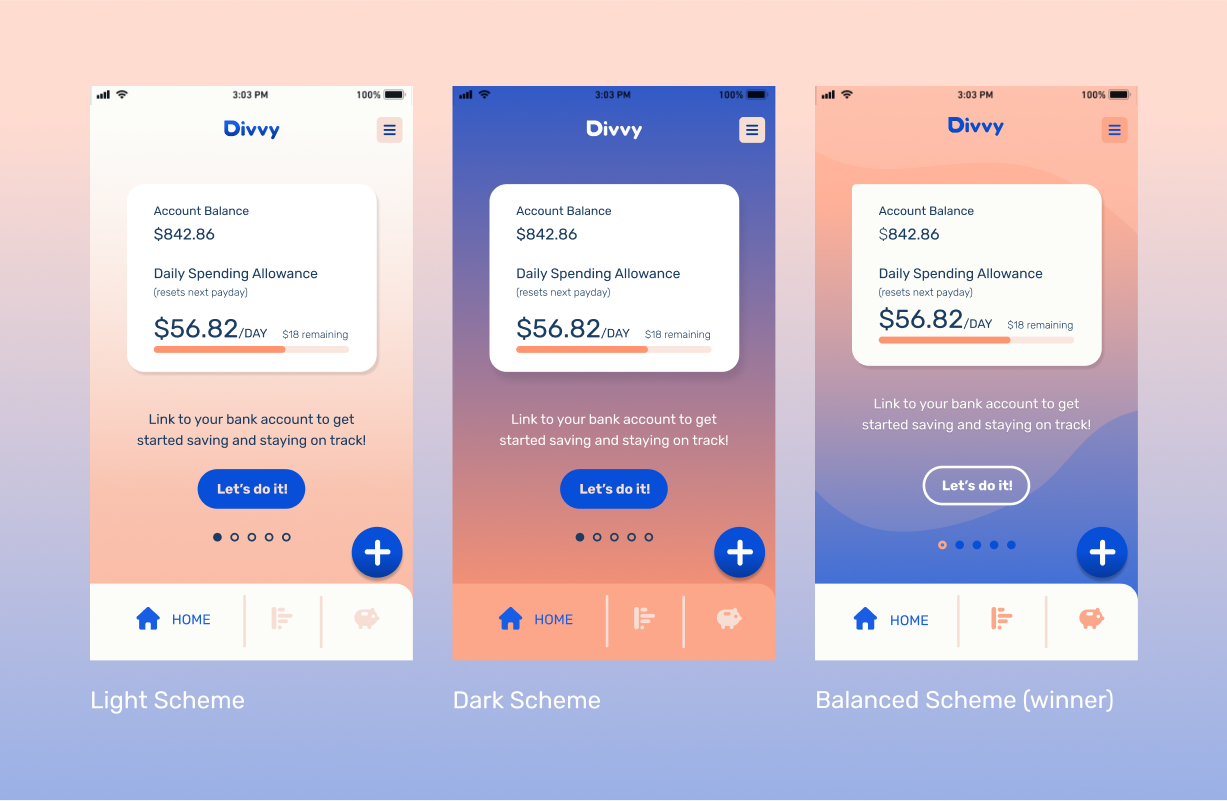 3:03 PM
100%
Divvy
Account Balance
$842.86
Daily Spending Allowance
(resets next payday)
$56.82/DAY $18 remaining
Link to your bank account to get
started saving and staying on track!
Let's do it!
HOME
Light Scheme
3:03 PM
100%
Divvy
Account Balance
$842.86
Daily Spending Allowance
(resets next payday)
$56.82/DAY $18 remaining
Link to your bank account to get
started saving and staying on track!
Let's do it!
HOME
Dark Scheme
3:03 PM
100%
Divvy
Account Balance
$842.86
Daily Spending Allowance
(resets next payday)
$56.82/DAY $18 remaining
Link to your bank account to get
started saving and staying on track!
Let's do it!
HOME
Balanced Scheme (winner)